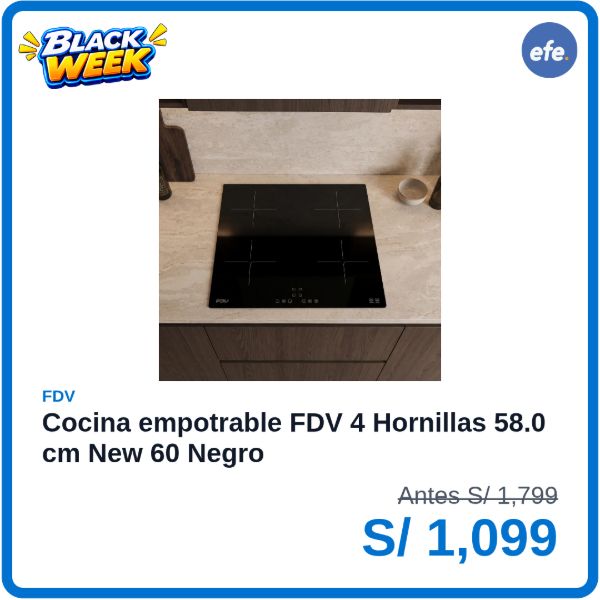 BLACK
WEEK
efe.
FDV
FDV
Cocina empotrable FDV 4 Hornillas 58.0
cm New 60 Negro
Antes S/ 1,799
S/ 1,099